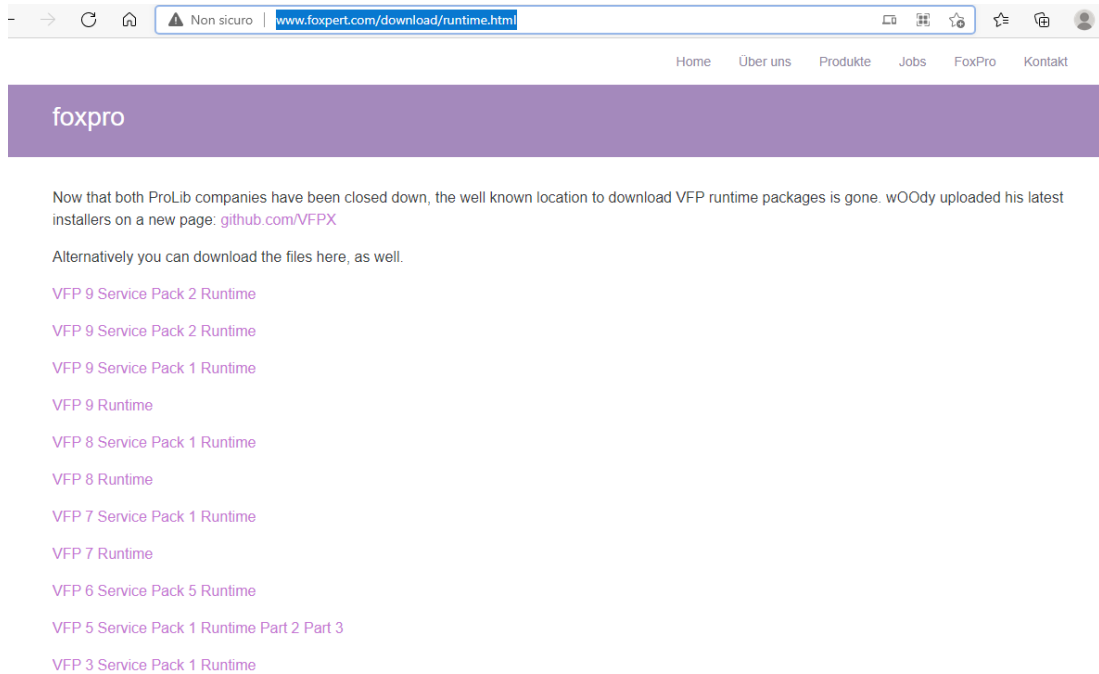 Non sicuro | www.foxpert.com/download/runtime.html
Home Über uns Produkte Jobs FoxPro Kontakt
foxpro
Now that both ProLib companies have been closed down, the well known location to download VFP runtime packages is gone. wOOdy uploaded his latest
installers on a new page: github.com/VFPX
Alternatively you can download the files here, as well.
VFP 9 Service Pack 2 Runtime
VFP 9 Service Pack 2 Runtime
VFP 9 Service Pack 1 Runtime
VFP 9 Runtime
VFP 8 Service Pack 1 Runtime
VFP 8 Runtime
VFP 7 Service Pack 1 Runtime
VFP 7 Runtime
VFP 6 Service Pack 5 Runtime
VFP 5 Service Pack 1 Runtime Part 2 Part 3
VFP 3 Service Pack 1 Runtime